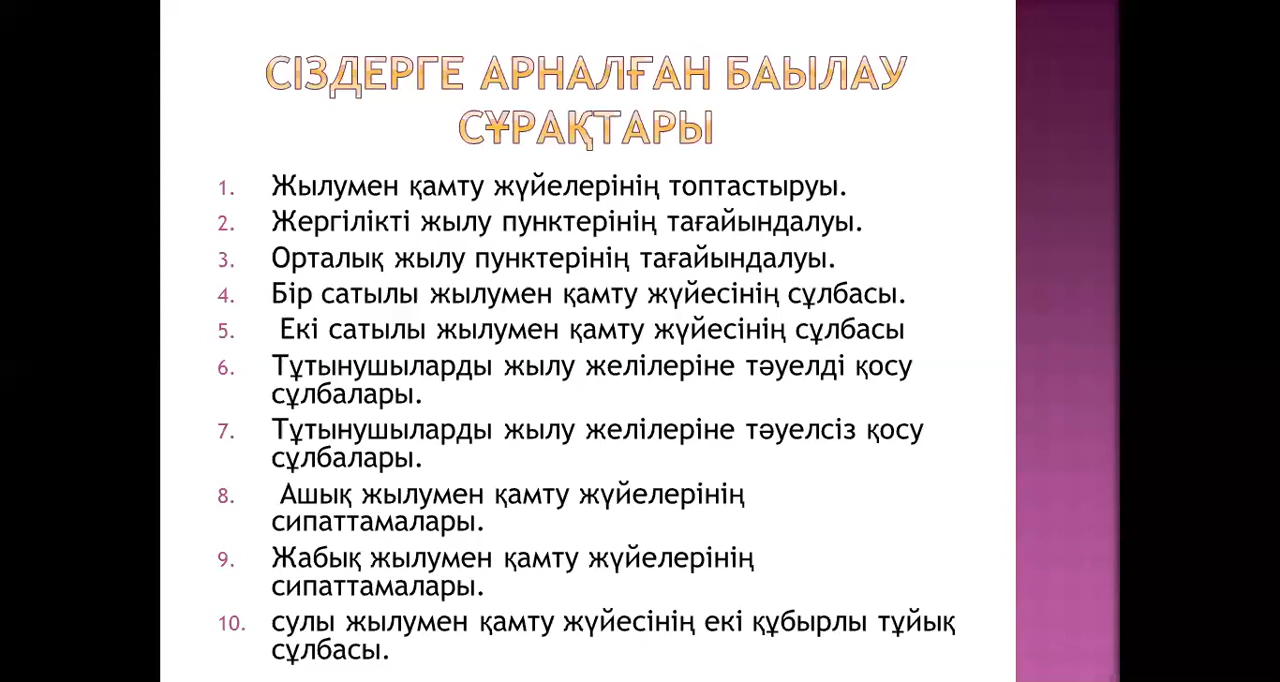 СІЗДЕРГЕ АРНАЛҒАН БАЫЛАУ
СҰРАҚТАРЫ
1. Жылумен қамту жүйелерінің топтастыруы.
2. Жергілікті жылу пунктерінің тағайындалуы.
3. Орталық жылу пунктерінің тағайындалуы.
4. Бір сатылы жылумен қамту жүйесінің сұлбасы.
5. Екі сатылы жылумен қамту жүйесінің сұлбасы
6. Тұтынушыларды жылу желілеріне тәуелді қосу
сұлбалары.
7. Тұтынушыларды жылу желілеріне тәуелсіз қосу
сұлбалары.
8. Ашық жылумен қамту жүйелерінің
сипаттамалары.
9. Жабық жылумен қамту жүйелерінің
сипаттамалары.
10. сулы жылумен қамту жүйесінің екі құбырлы тұйық
сұлбасы.